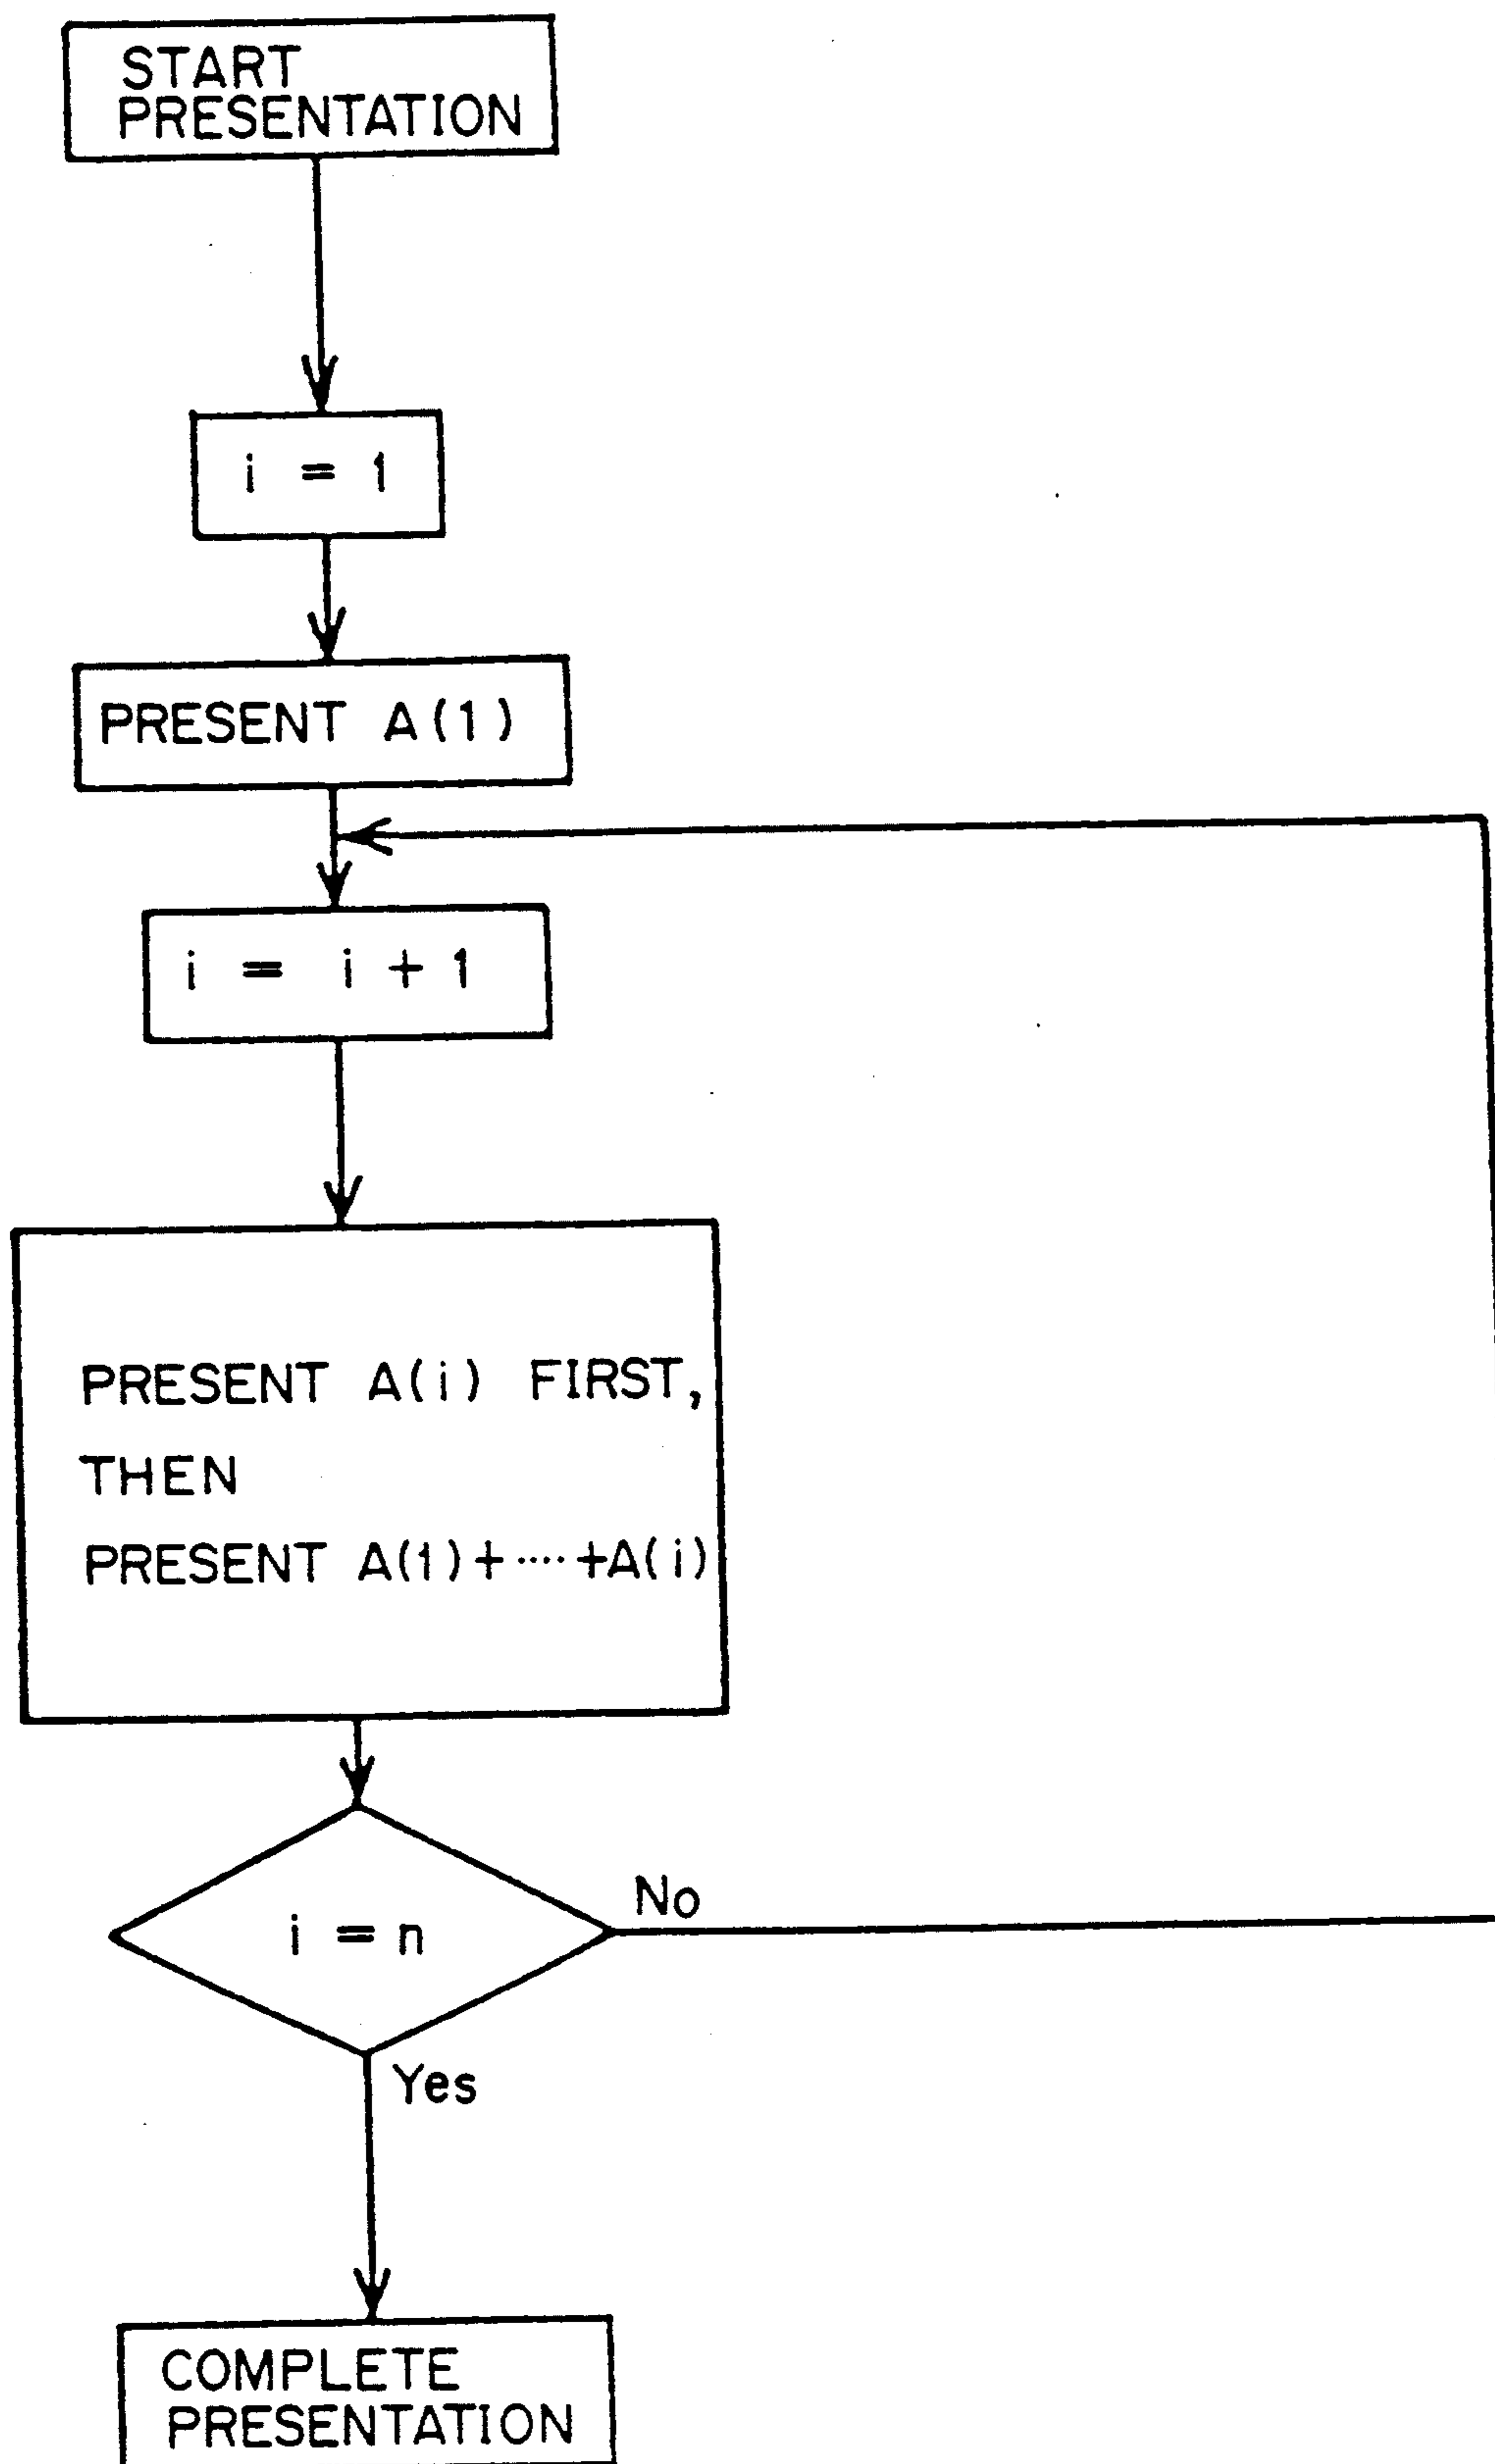 START
PRESENTATION
i = 1
PRESENT A(1)
i = i + 1
PRESENT A(i) FIRST,
THEN
PRESENT A(1)+····+A(i)
i = n
No
Yes
COMPLETE
PRESENTATION